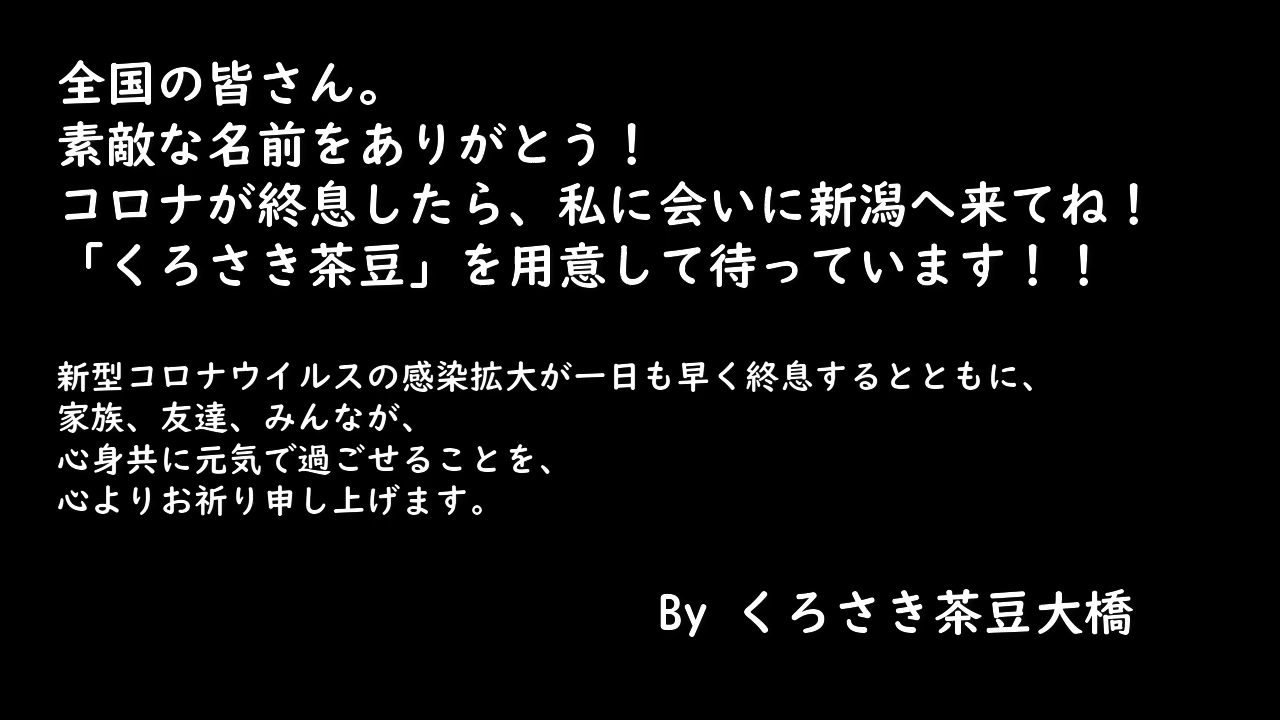 全国の皆さん。
素敵な名前をありがとう！
コロナが終息したら、私に会いに新潟へ来てね！
「くろさき茶豆」を用意して待っています！！
新型コロナウイルスの感染拡大が一日も早く終息するとともに、
家族、友達、みんなが、
心身共に元気で過ごせることを、
心よりお祈り申し上げます。
By くろさき茶豆大橋